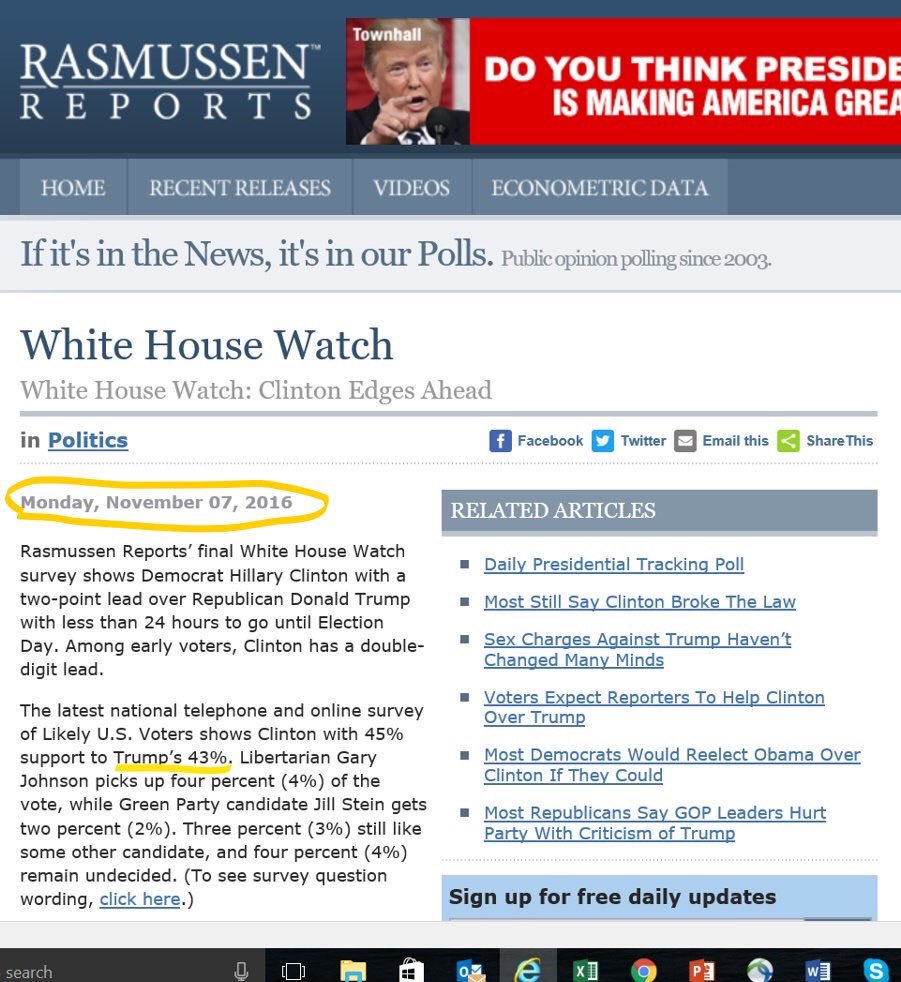 RASMUSSEN™
REPORTS
Townhall
DO YOU THINK PRESIDE
IS MAKING AMERICA GREA
HOME
RECENT RELEASES
VIDEOS
ECONOMETRIC DATA
If it's in the News, it's in our Polls. Public opinion polling since 2003.
White House Watch
White House Watch: Clinton Edges Ahead
in Politics
Facebook
Twitter
Email this
ShareThis
Monday, November 07, 2016
Rasmussen Reports’ final White House Watch
survey shows Democrat Hillary Clinton with a
two-point lead over Republican Donald Trump
with less than 24 hours to go until Election
Day. Among early voters, Clinton has a double-
digit lead.
The latest national telephone and online survey
of Likely U.S. Voters shows Clinton with 45%
support to Trump’s 43%. Libertarian Gary
Johnson picks up four percent (4%) of the
vote, while Green Party candidate Jill Stein gets
two percent (2%). Three percent (3%) still like
some other candidate, and four percent (4%)
remain undecided. (To see survey question
wording, click here.)
RELATED ARTICLES
Daily Presidential Tracking Poll
Most Still Say Clinton Broke The Law
Sex Charges Against Trump Haven’t
Changed Many Minds
Voters Expect Reporters To Help Clinton
Over Trump
Most Democrats Would Reelect Obama Over
Clinton If They Could
Most Republicans Say GOP Leaders Hurt
Party With Criticism of Trump
Sign up for free daily updates
search